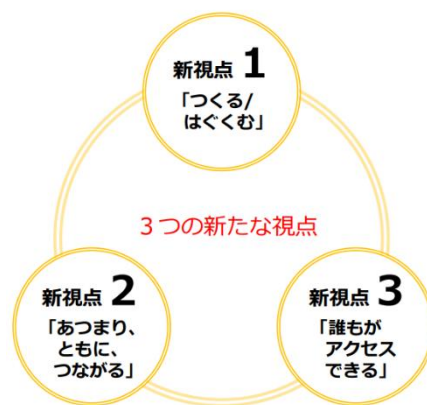 新視点 1
「つくる/
はぐくむ」
3つの新たな視点
新視点 2
「あつまり、
ともに、
つながる」
新視点 3
「誰もが
アクセス
できる」